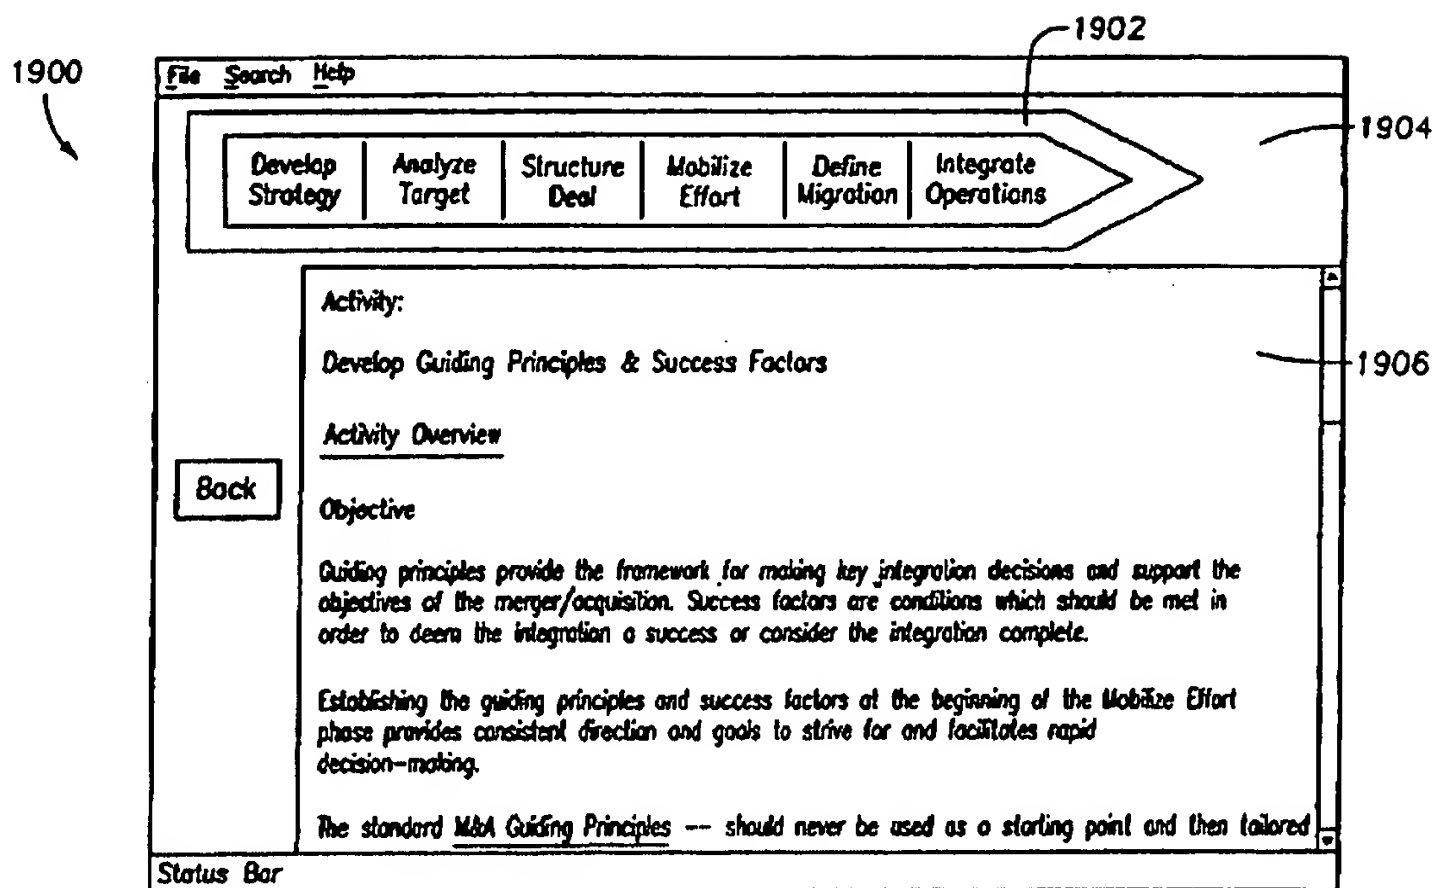 1902
1900
File Search Help
1904
Develop Analyze Structure Mobilize Define Integrate
Strategy Target Deal Effort Migration Operations
Activity:
1906
Develop Guiding Principles & Success Factors
Activity Overview
Back
Objective
Guiding principles provide the framework for making key integration decisions and support the
objectives of the merger/acquisition. Success factors are conditions which should be met in
order to deem the integration a success or consider the integration complete.
Establishing the guiding principles and success factors at the beginning of the Mobilize Effort
phase provides consistent direction and goals to strive for and facilitates rapid
decision-making.
The standard M&A Guiding Principles -- should never be used as a starting point and then tailored
Status Bar